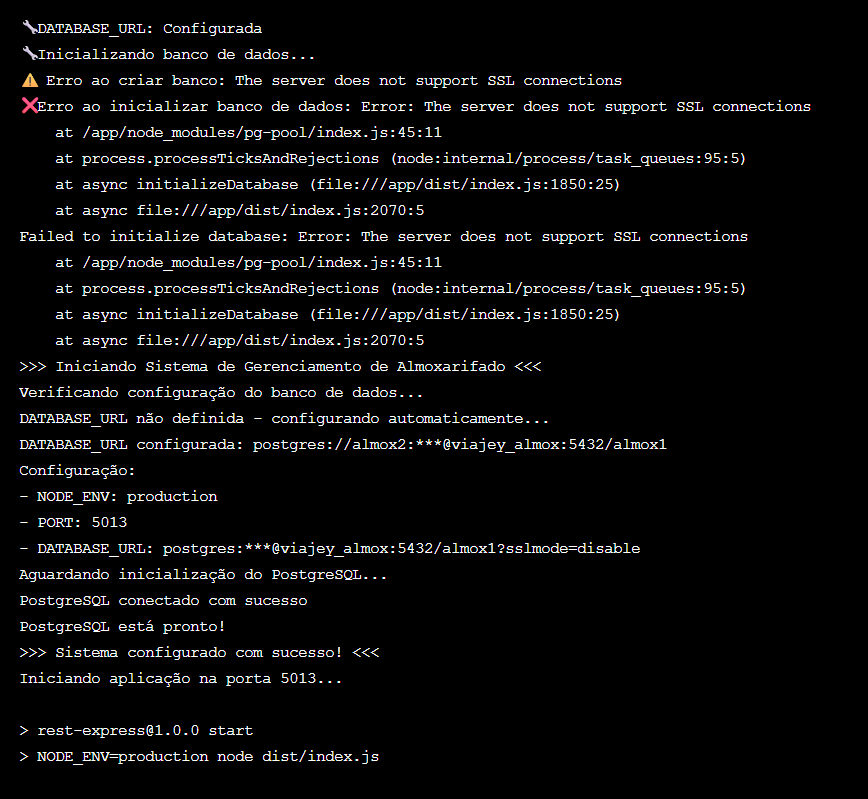 🔧DATABASE_URL: Configurada
🔧Inicializando banco de dados...
⚠️ Erro ao criar banco: The server does not support SSL connections
❌Erro ao inicializar banco de dados: Error: The server does not support SSL connections
    at /app/node_modules/pg-pool/index.js:45:11
    at process.processTicksAndRejections (node:internal/process/task_queues:95:5)
    at async initializeDatabase (file:///app/dist/index.js:1850:25)
    at async file:///app/dist/index.js:2070:5
Failed to initialize database: Error: The server does not support SSL connections
    at /app/node_modules/pg-pool/index.js:45:11
    at process.processTicksAndRejections (node:internal/process/task_queues:95:5)
    at async initializeDatabase (file:///app/dist/index.js:1850:25)
    at async file:///app/dist/index.js:2070:5
>>> Iniciando Sistema de Gerenciamento de Almoxarifado <<<
Verificando configuração do banco de dados...
DATABASE_URL não definida - configurando automaticamente...
DATABASE_URL configurada: postgres://almox2:***@viajey_almox:5432/almox1
Configuração:
- NODE_ENV: production
- PORT: 5013
- DATABASE_URL: postgres:***@viajey_almox:5432/almox1?sslmode=disable
Aguardando inicialização do PostgreSQL...
PostgreSQL conectado com sucesso
PostgreSQL está pronto!
>>> Sistema configurado com sucesso! <<<
Iniciando aplicação na porta 5013...

> rest-express@1.0.0 start
> NODE_ENV=production node dist/index.js